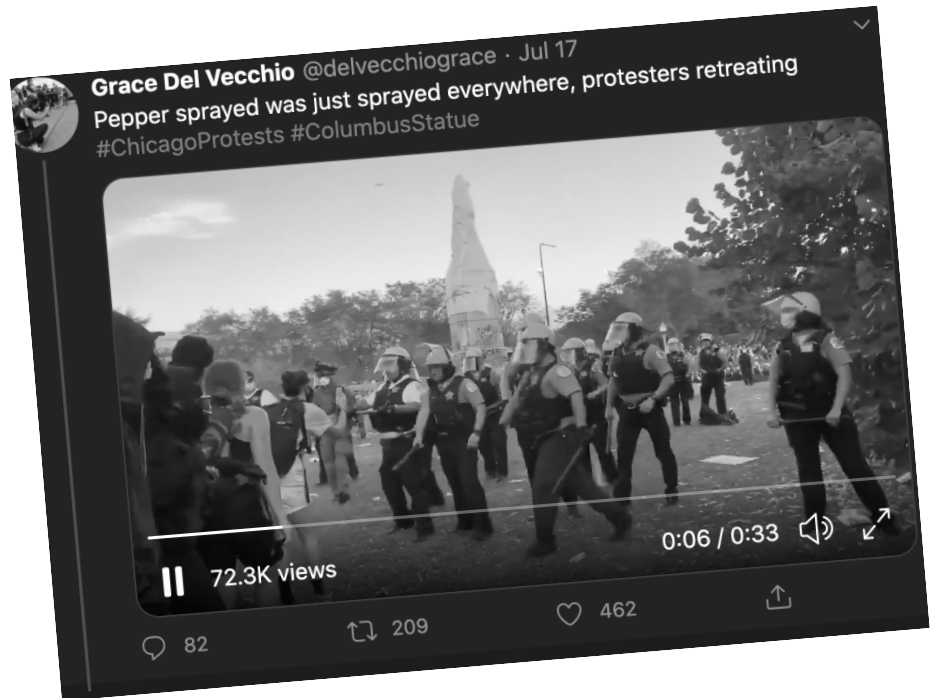 Grace Del Vecchio @delvecchiograce · Jul 17
Pepper sprayed was just sprayed everywhere, protesters retreating
#ChicagoProtests #ColumbusStatue
0:06 / 0:33
72.3K views
82 209 462